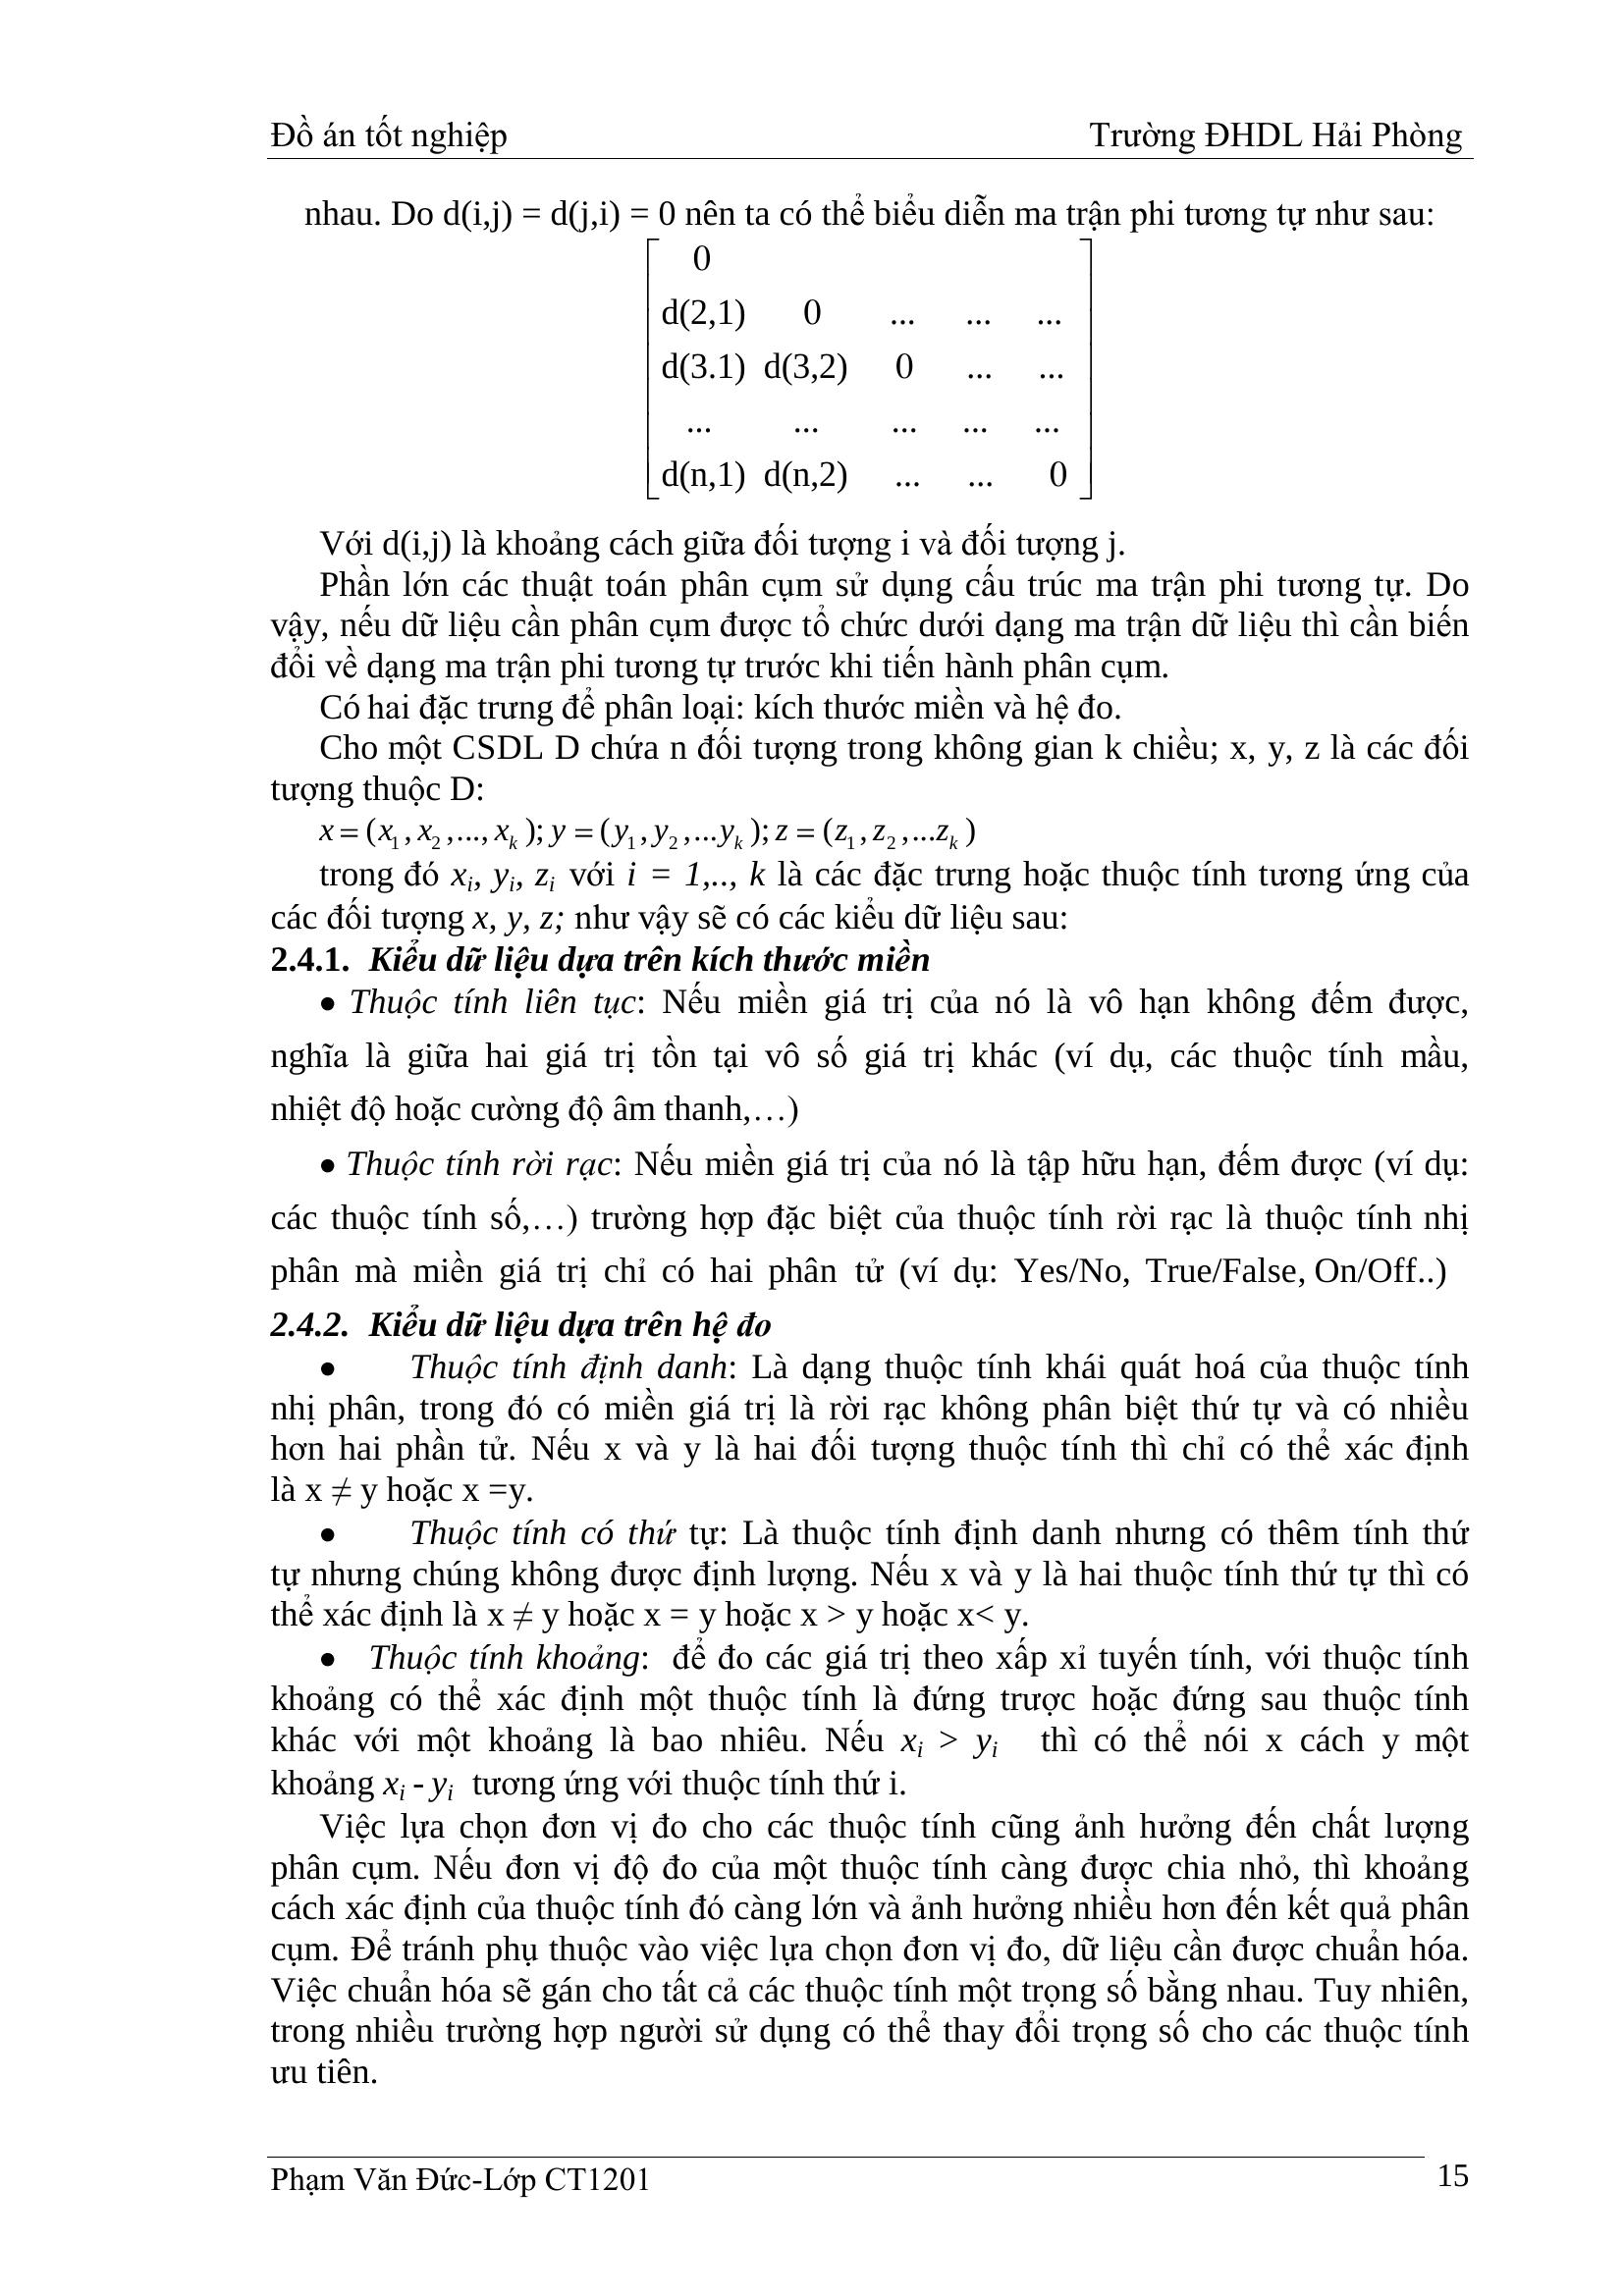 Đồ án tốt nghiệp Trường ĐHDL Hải Phòng
nhau. Do d(i,j) = d(j,i) = 0 nên ta có thể biểu diễn ma trận phi tương tự như sau:
0
d(2,1) 0 ... ... ...
d(3.1) d(3,2) 0 ... ...
... ... ... ... ...
d(n,1) d(n,2) ... ... 0
Với d(i,j) là khoảng cách giữa đối tượng i và đối tượng j.
Phần lớn các thuật toán phân cụm sử dụng cấu trúc ma trận phi tương tự. Do
vậy, nếu dữ liệu cần phân cụm được tổ chức dưới dạng ma trận dữ liệu thì cần biến
đổi về dạng ma trận phi tương tự trước khi tiến hành phân cụm.
Có hai đặc trưng để phân loại: kích thước miền và hệ đo.
Cho một CSDL D chứa n đối tượng trong không gian k chiều; x, y, z là các đối
tượng thuộc D:
x = (x₁, x₂,..., xₖ); y = (y₁, y₂,...yₖ); z = (z₁, z₂,...zₖ)
trong đó xᵢ, yᵢ, zᵢ với i = 1,.., k là các đặc trưng hoặc thuộc tính tương ứng của
các đối tượng x, y, z; như vậy sẽ có các kiểu dữ liệu sau:
2.4.1. Kiểu dữ liệu dựa trên kích thước miền
• Thuộc tính liên tục: Nếu miền giá trị của nó là vô hạn không đếm được,
nghĩa là giữa hai giá trị tồn tại vô số giá trị khác (ví dụ, các thuộc tính mầu,
nhiệt độ hoặc cường độ âm thanh,…)
• Thuộc tính rời rạc: Nếu miền giá trị của nó là tập hữu hạn, đếm được (ví dụ:
các thuộc tính số,…) trường hợp đặc biệt của thuộc tính rời rạc là thuộc tính nhị
phân mà miền giá trị chỉ có hai phân tử (ví dụ: Yes/No, True/False, On/Off..)
2.4.2. Kiểu dữ liệu dựa trên hệ đo
• Thuộc tính định danh: Là dạng thuộc tính khái quát hoá của thuộc tính
nhị phân, trong đó có miền giá trị là rời rạc không phân biệt thứ tự và có nhiều
hơn hai phần tử. Nếu x và y là hai đối tượng thuộc tính thì chỉ có thể xác định
là x ≠ y hoặc x =y.
• Thuộc tính có thứ tự: Là thuộc tính định danh nhưng có thêm tính thứ
tự nhưng chúng không được định lượng. Nếu x và y là hai thuộc tính thứ tự thì có
thể xác định là x ≠ y hoặc x = y hoặc x > y hoặc x< y.
• Thuộc tính khoảng: để đo các giá trị theo xấp xỉ tuyến tính, với thuộc tính
khoảng có thể xác định một thuộc tính là đứng trược hoặc đứng sau thuộc tính
khác với một khoảng là bao nhiêu. Nếu xᵢ > yᵢ thì có thể nói x cách y một
khoảng xᵢ - yᵢ tương ứng với thuộc tính thứ i.
Việc lựa chọn đơn vị đo cho các thuộc tính cũng ảnh hưởng đến chất lượng
phân cụm. Nếu đơn vị độ đo của một thuộc tính càng được chia nhỏ, thì khoảng
cách xác định của thuộc tính đó càng lớn và ảnh hưởng nhiều hơn đến kết quả phân
cụm. Để tránh phụ thuộc vào việc lựa chọn đơn vị đo, dữ liệu cần được chuẩn hóa.
Việc chuẩn hóa sẽ gán cho tất cả các thuộc tính một trọng số bằng nhau. Tuy nhiên,
trong nhiều trường hợp người sử dụng có thể thay đổi trọng số cho các thuộc tính
ưu tiên.
Phạm Văn Đức-Lớp CT1201 15